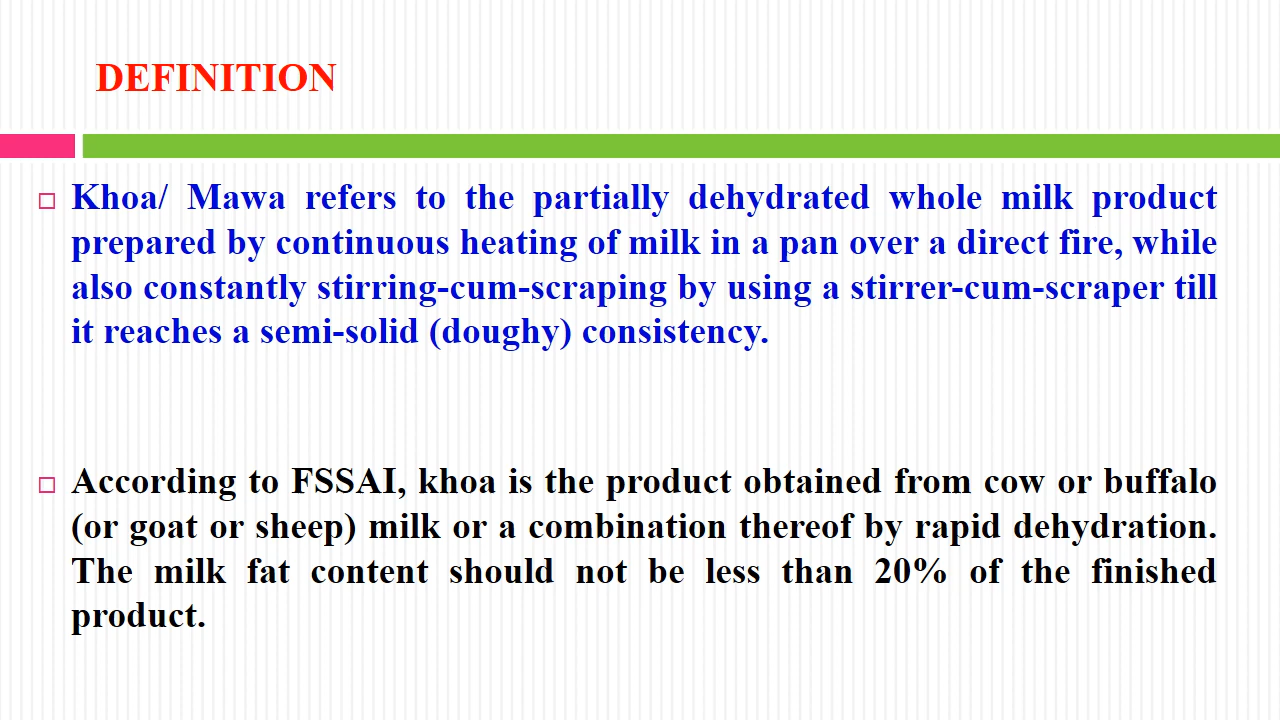 DEFINITION
Khoa/ Mawa refers to the partially dehydrated whole milk product
prepared by continuous heating of milk in a pan over a direct fire, while
also constantly stirring-cum-scraping by using a stirrer-cum-scraper till
it reaches a semi-solid (doughy) consistency.
According to FSSAI, khoa is the product obtained from cow or buffalo
(or goat or sheep) milk or a combination thereof by rapid dehydration.
The milk fat content should not be less than 20% of the finished
product.